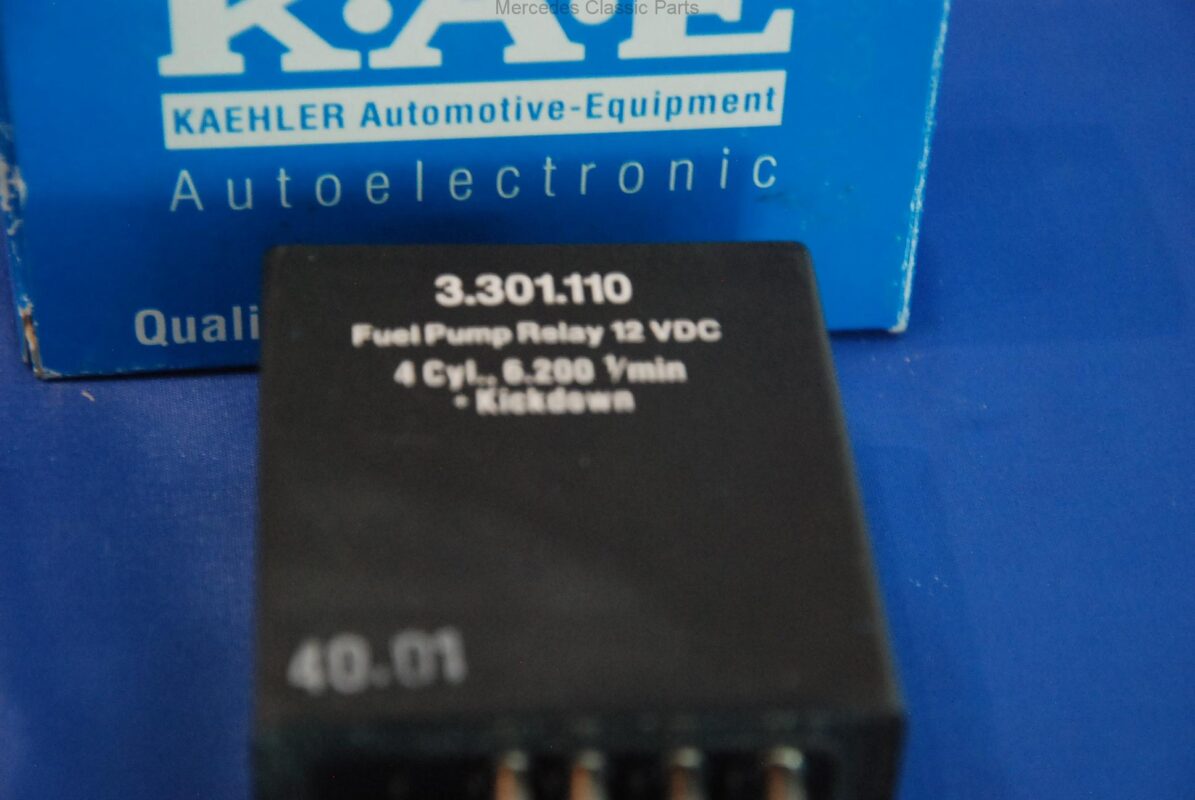 Mercedes Classic Parts
K.A.E
KAEHLER Automotive-Equipment
Autoelectronic
Quali
3.301.110
Fuel Pump Relay 12 VDC
4 Cyl., 6.200 1/min
• Kickdown
40.01